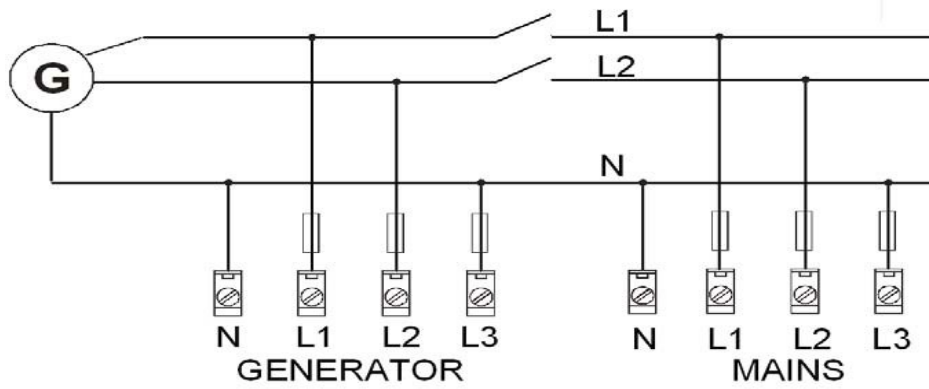 L1
G
L2
N
N L1 L2 L3 N L1 L2 L3
GENERATOR MAINS